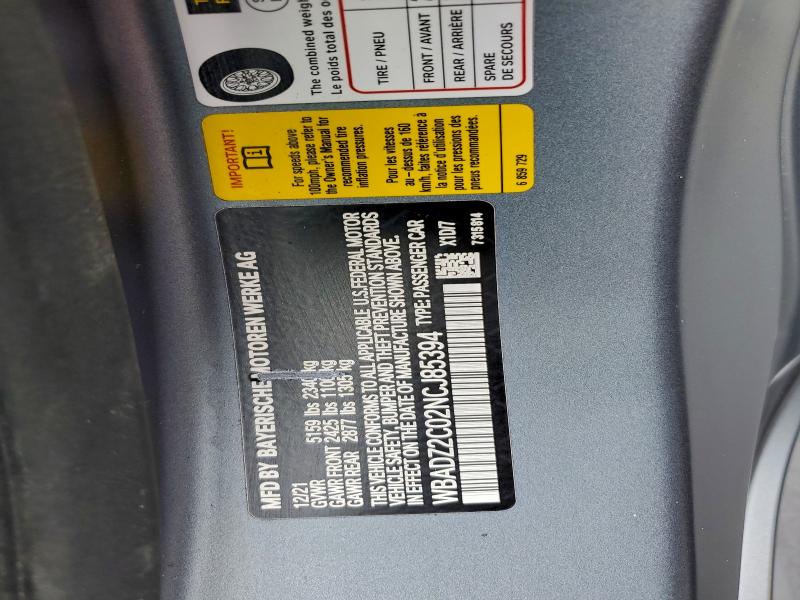 The combined weigh
Le poids total des o
TIRE / PNEU
FRONT / AVANT
REAR / ARRIÈRE
SPARE
DE SECOURS
IMPORTANT!
For speeds above
100mph, please refer to
the Owner's Manual for
recommended tire
inflation pressures.
Pour les vitesses
au-dessus de 160
km/h, faites référence à
la notice d'utilisation
pour les pressions des
pneus recommandées.
6 859 729
MFD BY BAYERISCHE MOTOREN WERKE AG
12/21
GVWR 5159 lbs 2340 kg
GAWR FRONT 2425 lbs 1100 kg
GAWR REAR 2877 lbs 1305 kg
THIS VEHICLE CONFORMS TO ALL APPLICABLE U.S. FEDERAL MOTOR
VEHICLE SAFETY, BUMPER AND THEFT PREVENTION STANDARDS
IN EFFECT ON THE DATE OF MANUFACTURE SHOWN ABOVE.
WBADZ2C02NCJ85394 TYPE: PASSENGER CAR
X1D/7
7315814